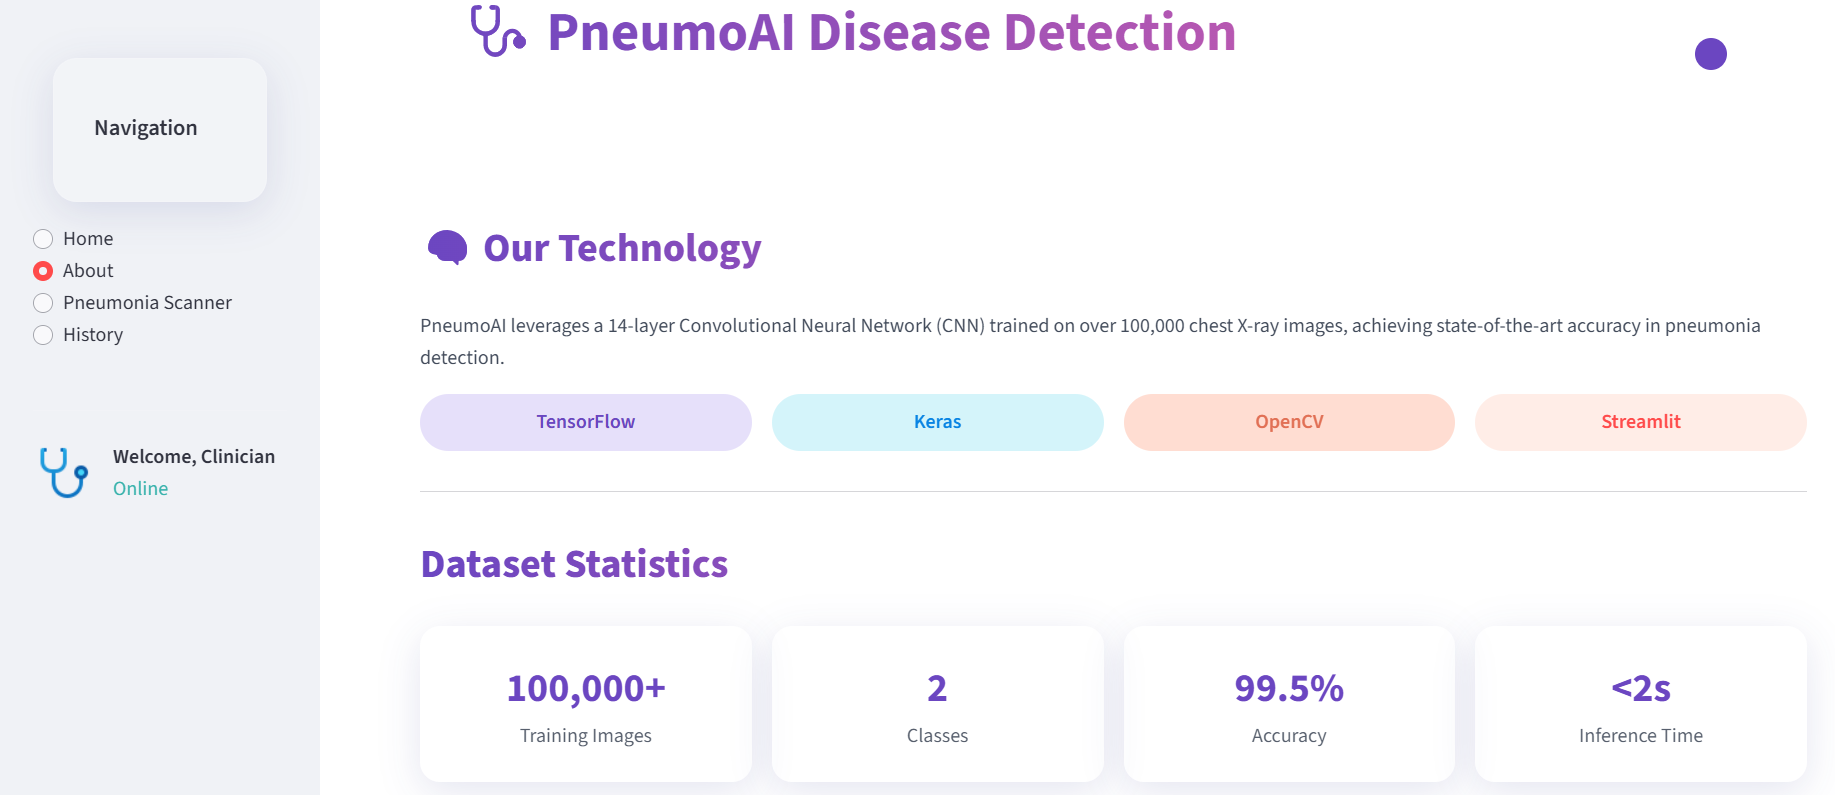 PneumoAI Disease Detection
Navigation
Home
About
Pneumonia Scanner
History
Welcome, Clinician
Online
Our Technology
PneumoAI leverages a 14-layer Convolutional Neural Network (CNN) trained on over 100,000 chest X-ray images, achieving state-of-the-art accuracy in pneumonia
detection.
TensorFlow
Keras
OpenCV
Streamlit
Dataset Statistics
100,000+
Training Images
2
Classes
99.5%
Accuracy
<2s
Inference Time